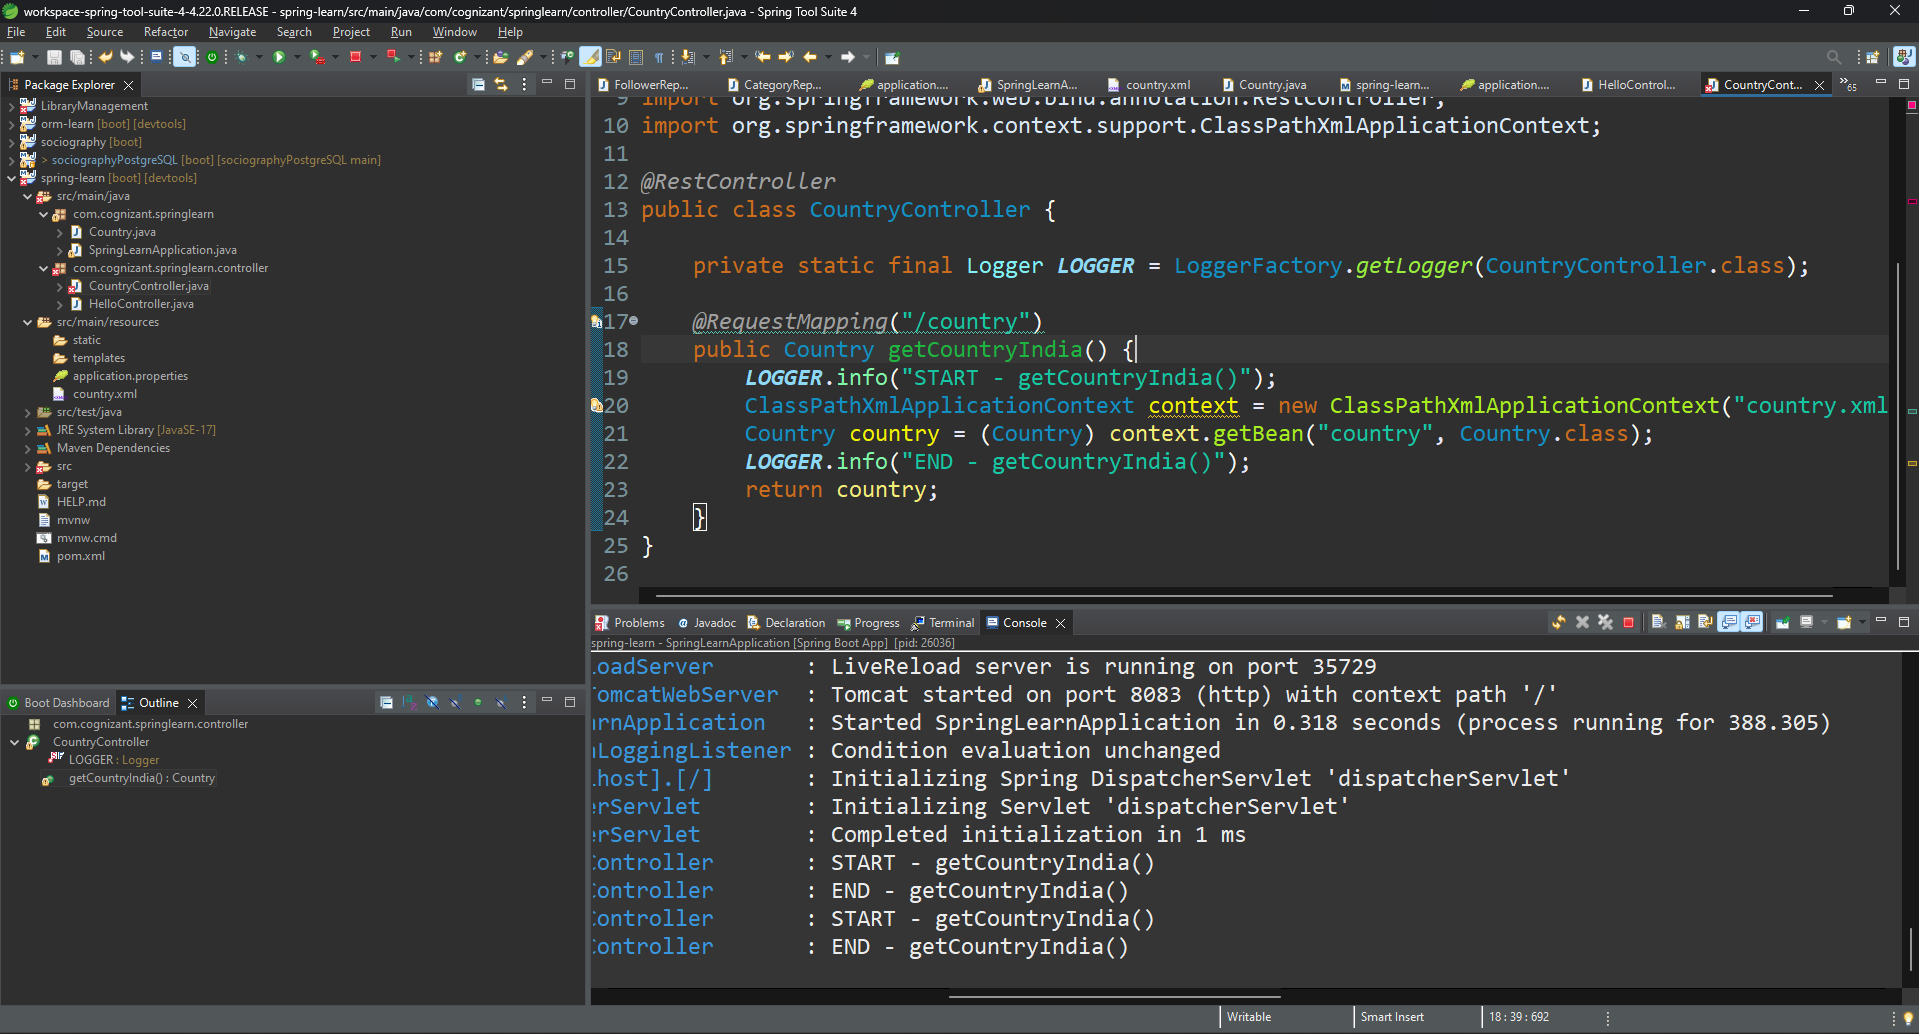 workspace-spring-tool-suite-4-4.22.0.RELEASE - spring-learn/src/main/java/com/cognizant/springlearn/controller/CountryController.java - Spring Tool Suite 4
File Edit Source Refactor Navigate Search Project Run Window Help
Package Explorer
LibraryManagement
orm-learn [boot] [devtools]
sociography [boot]
> sociographyPostgreSQL [boot] [sociographyPostgreSQL main]
spring-learn [boot] [devtools]
src/main/java
com.cognizant.springlearn
Country.java
SpringLearnApplication.java
com.cognizant.springlearn.controller
CountryController.java
HelloController.java
src/main/resources
static
templates
application.properties
country.xml
src/test/java
JRE System Library [JavaSE-17]
Maven Dependencies
src
target
HELP.md
mvnw
mvnw.cmd
pom.xml
Boot Dashboard Outline
com.cognizant.springlearn.controller
CountryController
LOGGER : Logger
getCountryIndia() : Country
FollowerRep... CategoryRep... application.... SpringLearnA... country.xml Country.java spring-learn... application.... HelloControl... CountryCont... »65
9 import org.springframework.web.bind.annotation.RestController;
10 import org.springframework.context.support.ClassPathXmlApplicationContext;
11
12 @RestController
13 public class CountryController {
14
15 private static final Logger LOGGER = LoggerFactory.getLogger(CountryController.class);
16
17 @RequestMapping("/country")
18 public Country getCountryIndia() {
19 LOGGER.info("START - getCountryIndia()");
20 ClassPathXmlApplicationContext context = new ClassPathXmlApplicationContext("country.xml
21 Country country = (Country) context.getBean("country", Country.class);
22 LOGGER.info("END - getCountryIndia()");
23 return country;
24 }
25 }
26
Problems Javadoc Declaration Progress Terminal Console
spring-learn - SpringLearnApplication [Spring Boot App] [pid: 26036]
LoadServer : LiveReload server is running on port 35729
TomcatWebServer : Tomcat started on port 8083 (http) with context path '/'
arnApplication : Started SpringLearnApplication in 0.318 seconds (process running for 388.305)
nLoggingListener : Condition evaluation unchanged
lhost].[/] : Initializing Spring DispatcherServlet 'dispatcherServlet'
erServlet : Initializing Servlet 'dispatcherServlet'
erServlet : Completed initialization in 1 ms
Controller : START - getCountryIndia()
Controller : END - getCountryIndia()
Controller : START - getCountryIndia()
Controller : END - getCountryIndia()
Writable Smart Insert 18 : 39 : 692